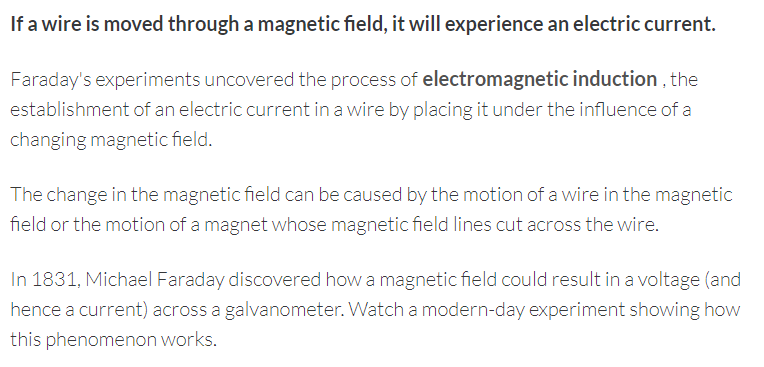 If a wire is moved through a magnetic field, it will experience an electric current.
Faraday's experiments uncovered the process of electromagnetic induction , the
establishment of an electric current in a wire by placing it under the influence of a
changing magnetic field.
The change in the magnetic field can be caused by the motion of a wire in the magnetic
field or the motion of a magnet whose magnetic field lines cut across the wire.
In 1831, Michael Faraday discovered how a magnetic field could result in a voltage (and
hence a current) across a galvanometer. Watch a modern-day experiment showing how
this phenomenon works.